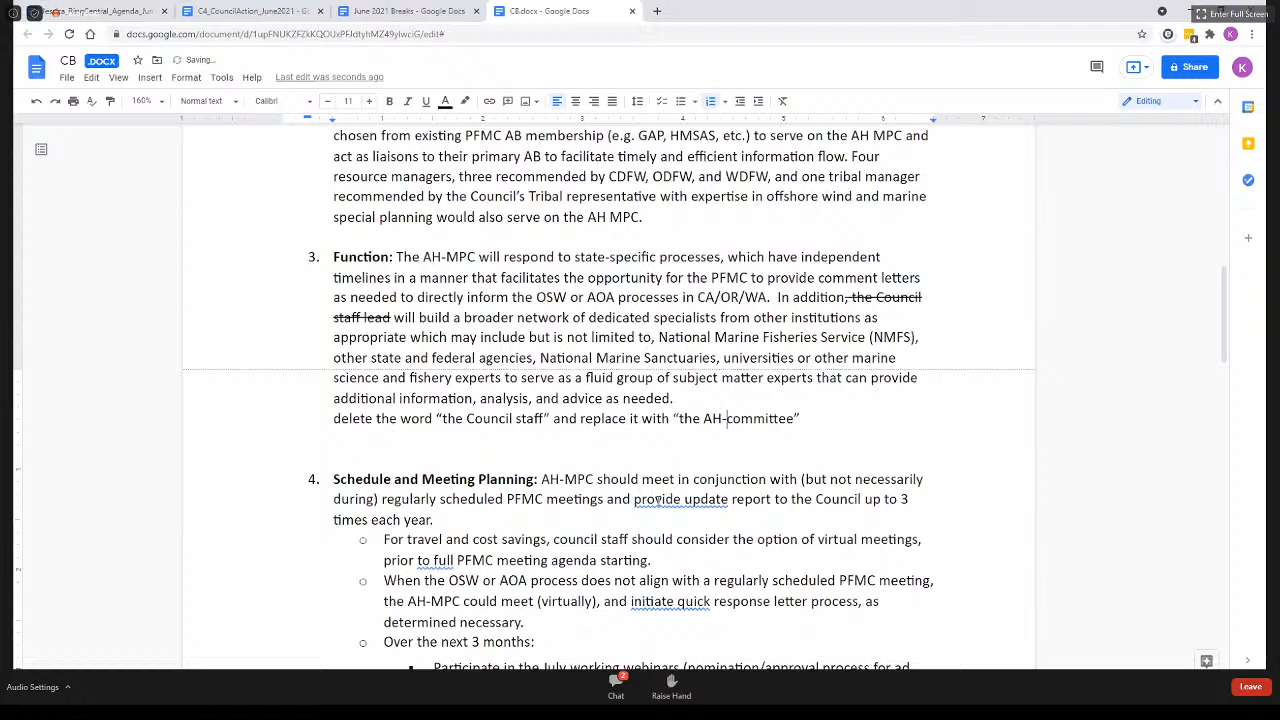 C4_CouncilAction_June2021 - G
June 2021 Breaks - Google Docs
CB.docx - Google Docs
Enter Full Screen
docs.google.com/document/d/
K
CB .DOCX
Saving...
Share
K
File Edit View Insert Format Tools Help Last edit was seconds ago
160% Normal text Calibri 11 Editing
chosen from existing PFMC AB membership (e.g. GAP, HMSAS, etc.) to serve on the AH MPC and
act as liaisons to their primary AB to facilitate timely and efficient information flow. Four
resource managers, three recommended by CDFW, ODFW, and WDFW, and one tribal manager
recommended by the Council's Tribal representative with expertise in offshore wind and marine
special planning would also serve on the AH MPC.
3. Function: The AH-MPC will respond to state-specific processes, which have independent
timelines in a manner that facilitates the opportunity for the PFMC to provide comment letters
as needed to directly inform the OSW or AOA processes in CA/OR/WA. In addition, the Council
staff lead will build a broader network of dedicated specialists from other institutions as
appropriate which may include but is not limited to, National Marine Fisheries Service (NMFS),
other state and federal agencies, National Marine Sanctuaries, universities or other marine
science and fishery experts to serve as a fluid group of subject matter experts that can provide
additional information, analysis, and advice as needed.
delete the word "the Council staff" and replace it with "the AH-committee"
4. Schedule and Meeting Planning: AH-MPC should meet in conjunction with (but not necessarily
during) regularly scheduled PFMC meetings and provide update report to the Council up to 3
times each year.
○ For travel and cost savings, council staff should consider the option of virtual meetings,
prior to full PFMC meeting agenda starting.
○ When the OSW or AOA process does not align with a regularly scheduled PFMC meeting,
the AH-MPC could meet (virtually), and initiate quick response letter process, as
determined necessary.
○ Over the next 3 months:
▪ Participate in the July working webinars (nomination/approval process for ad
Audio Settings
2
Chat
Raise Hand
Leave